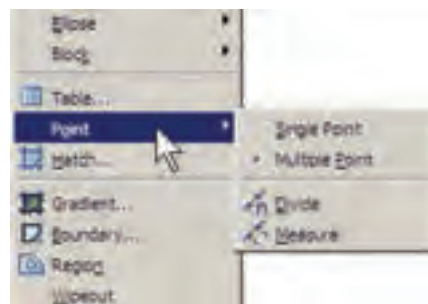 Ellipse
Block
Table...
Point
Hatch...
Gradient...
Boundary...
Region
Wipeout
Single Point
Multiple Point
Divide
Measure